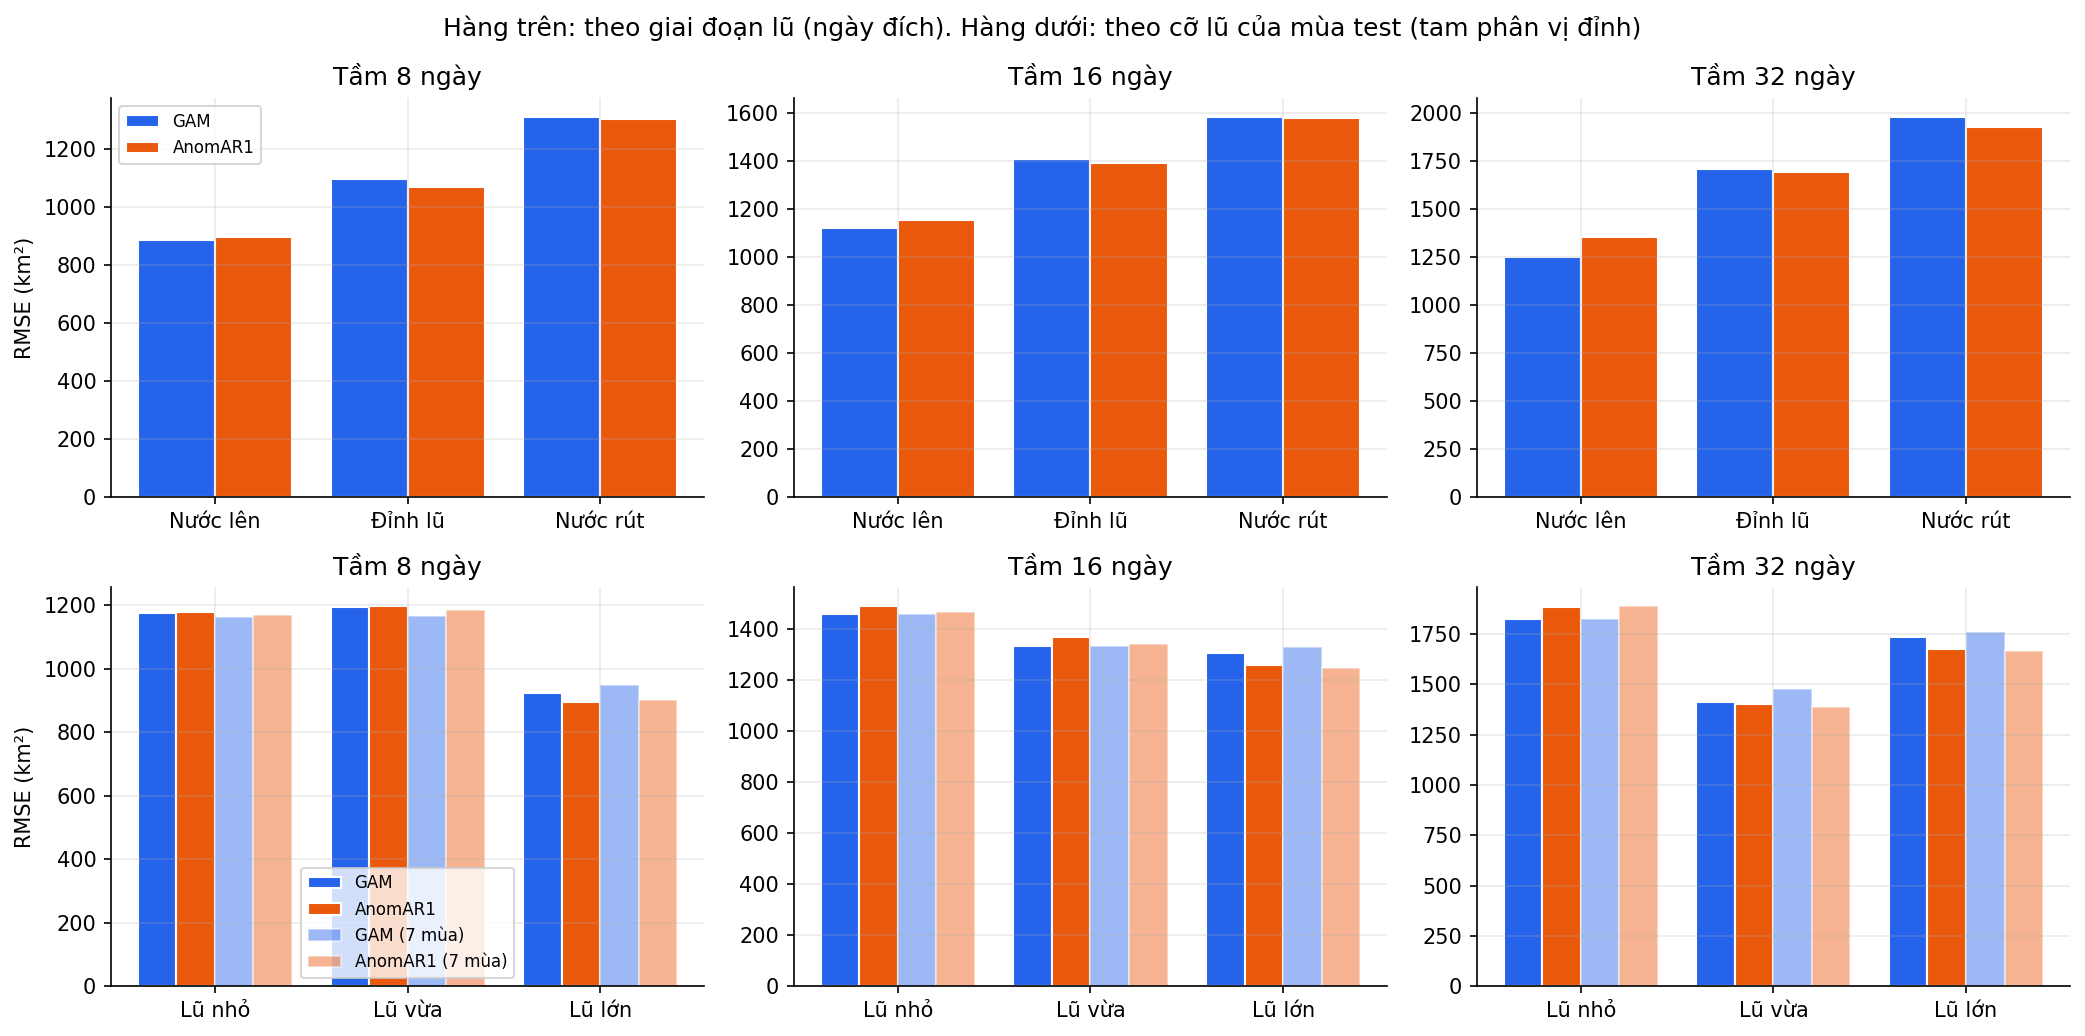 Hàng trên: theo giai đoạn lũ (ngày đích). Hàng dưới: theo cỡ lũ của mùa test (tam phân vị đỉnh)
Tầm 8 ngày
Tầm 16 ngày
Tầm 32 ngày
GAM
AnomAR1
RMSE (km²)
1200
1000
800
600
400
200
0
Nước lên
Đỉnh lũ
Nước rút
1600
1400
1200
1000
800
600
400
200
0
Nước lên
Đỉnh lũ
Nước rút
2000
1750
1500
1250
1000
750
500
250
0
Nước lên
Đỉnh lũ
Nước rút
Tầm 8 ngày
Tầm 16 ngày
Tầm 32 ngày
RMSE (km²)
1200
1000
800
600
400
200
0
GAM
AnomAR1
GAM (7 mùa)
AnomAR1 (7 mùa)
Lũ nhỏ
Lũ vừa
Lũ lớn
1400
1200
1000
800
600
400
200
0
Lũ nhỏ
Lũ vừa
Lũ lớn
1750
1500
1250
1000
750
500
250
0
Lũ nhỏ
Lũ vừa
Lũ lớn